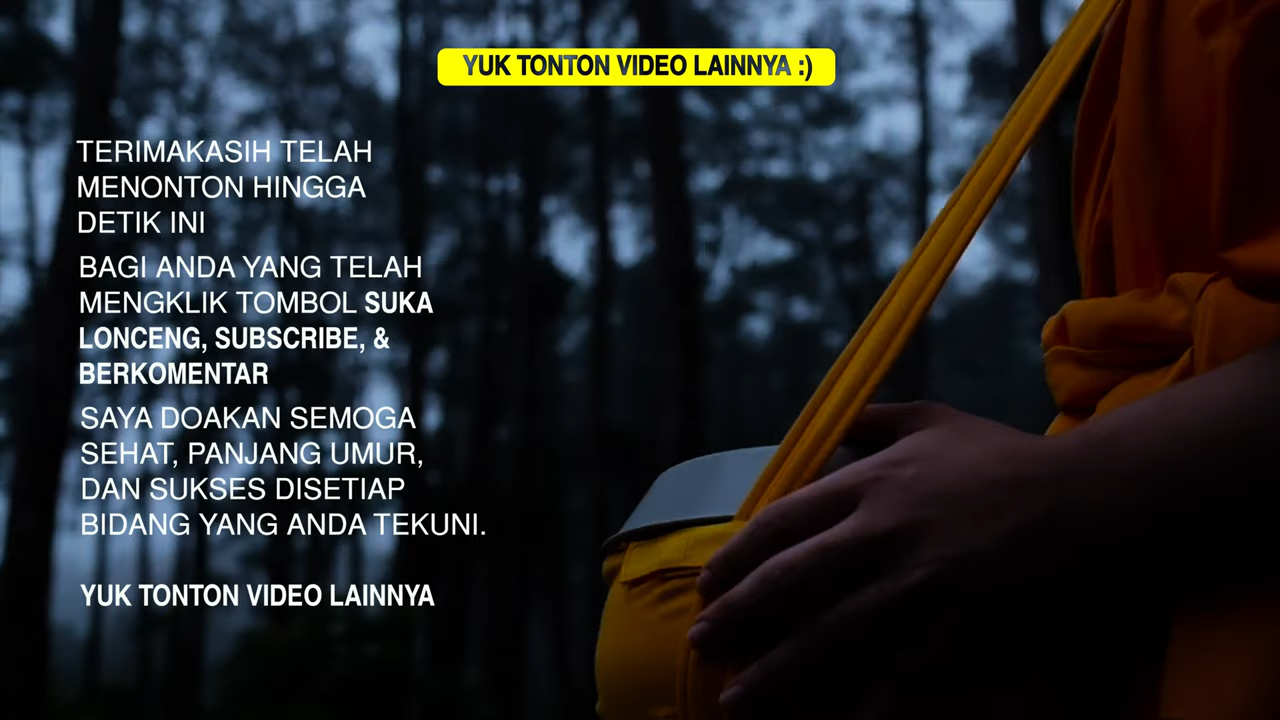 YUK TONTON VIDEO LAINNYA :)
TERIMAKASIH TELAH
MENONTON HINGGA
DETIK INI
BAGI ANDA YANG TELAH
MENGKLIK TOMBOL SUKA
LONCENG, SUBSCRIBE, &
BERKOMENTAR
SAYA DOAKAN SEMOGA
SEHAT, PANJANG UMUR,
DAN SUKSES DISETIAP
BIDANG YANG ANDA TEKUNI.
YUK TONTON VIDEO LAINNYA